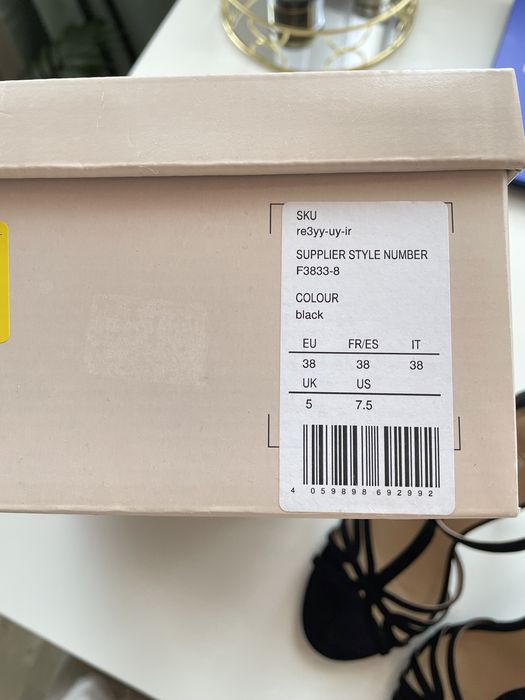 SKU
re3yy-uy-ir
SUPPLIER STYLE NUMBER
F3833-8
COLOUR
black
EU FR/ES IT
38 38 38
UK US
5 7.5
4 059898 692992